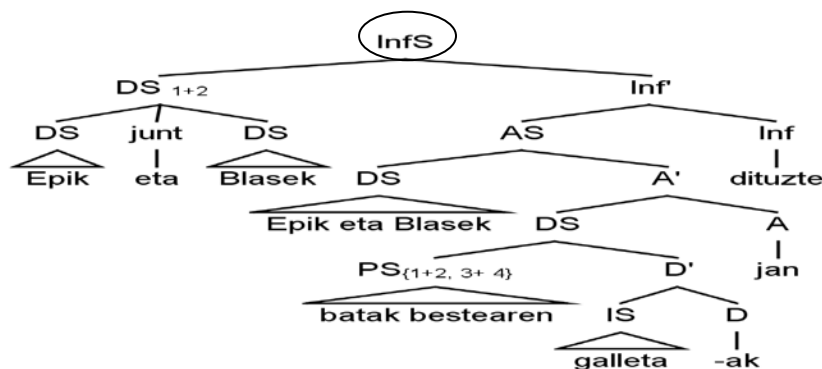 InfS
DS 1+2 Inf'
DS junt DS AS Inf
Epik eta Blasek DS A' dituzte
Epik eta Blasek DS A
PS{1+2, 3+ 4} D' jan
batak bestearen IS D
galleta -ak